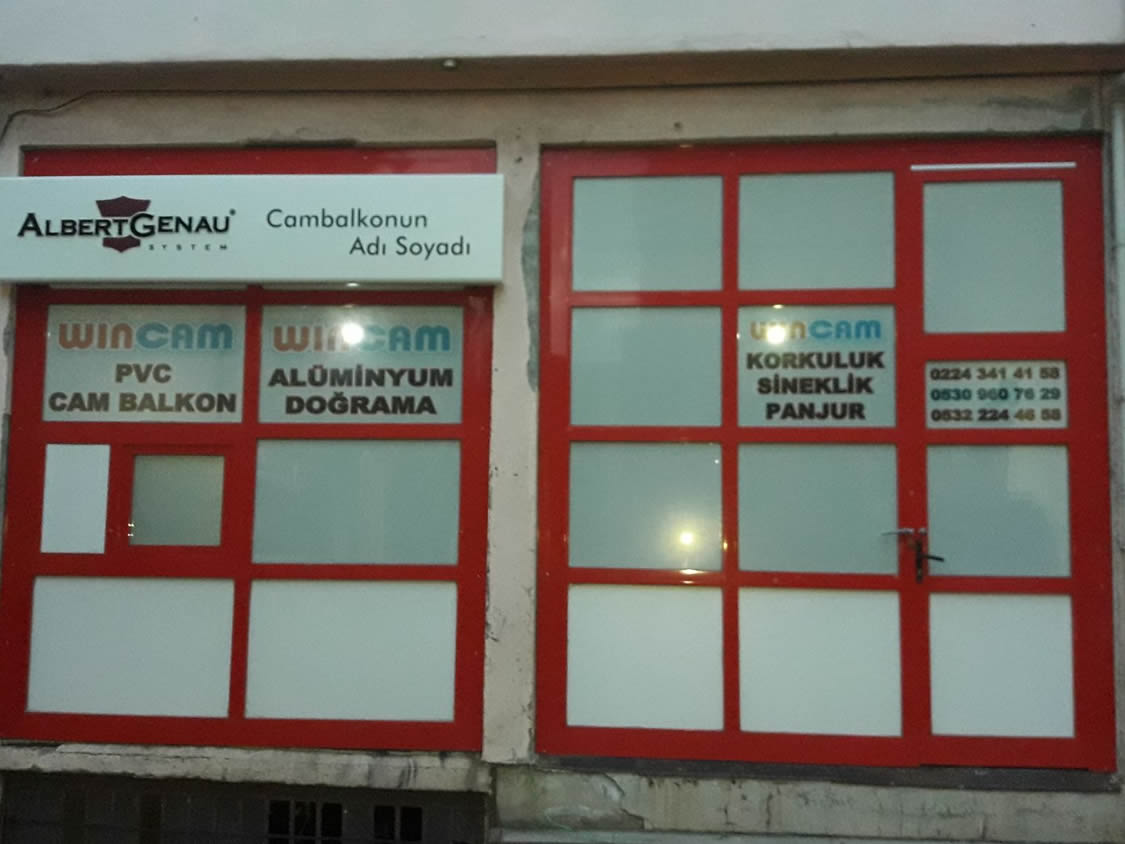 ALBERTGENAU®
SYSTEM
Cambalkonun
Adı Soyadı
WINCAM
PVC
CAM BALKON
WINCAM
ALÜMİNYUM
DOĞRAMA
WINCAM
KORKULUK
SİNEKLİK
PANJUR
0224 341 41 58
0530 960 76 29
0532 224 46 58